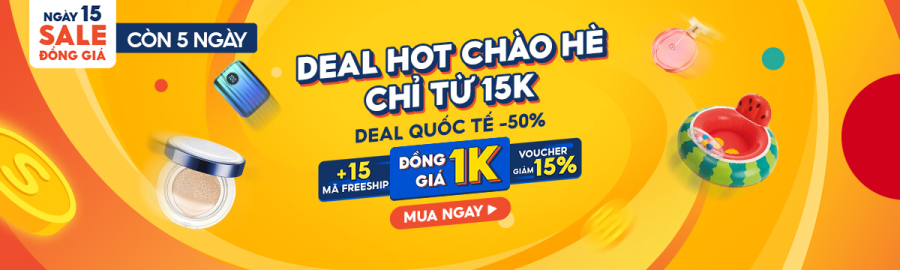 NGÀY 15
SALE
ĐỒNG GIÁ
CÒN 5 NGÀY
DEAL HOT CHÀO HÈ
CHỈ TỪ 15K
DEAL QUỐC TẾ -50%
+15
MÃ FREESHIP
ĐỒNG
GIÁ
1K
VOUCHER
GIẢM 15%
MUA NGAY